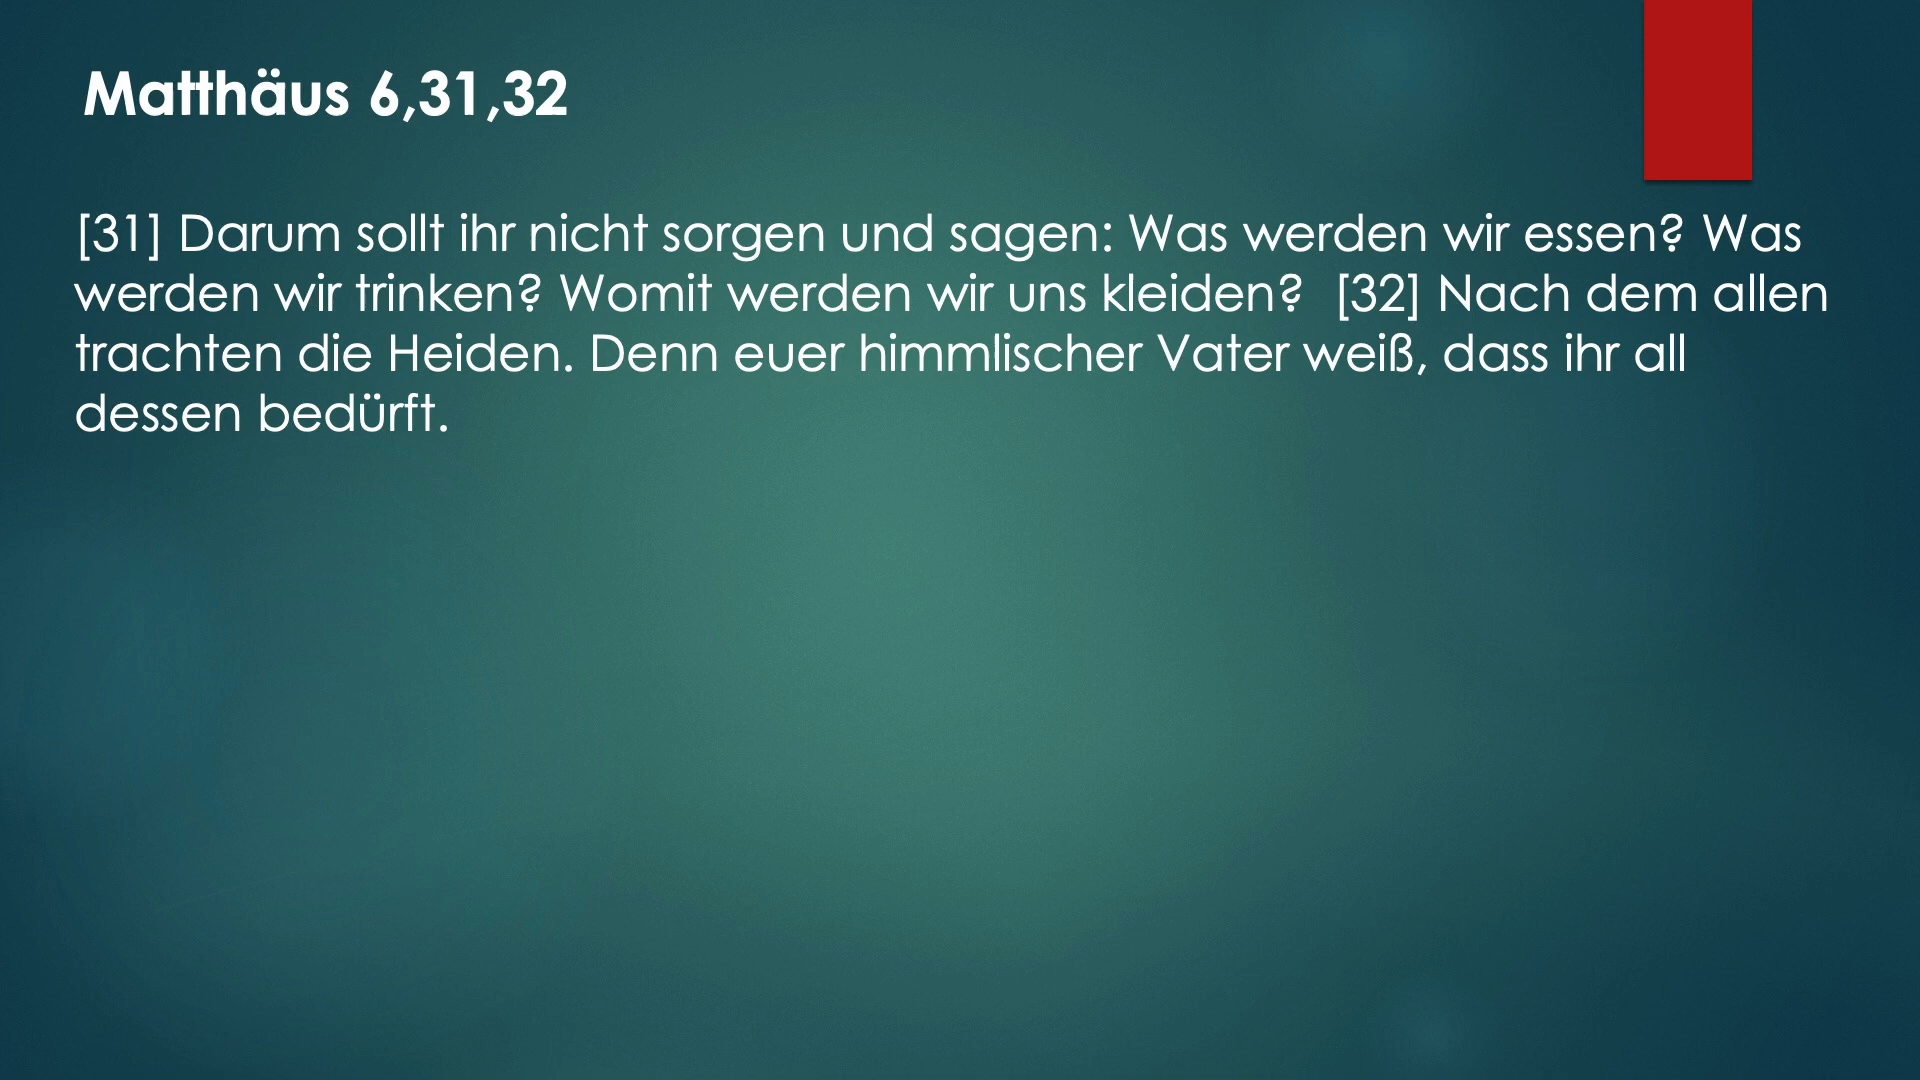 Matthäus 6,31,32
[31] Darum sollt ihr nicht sorgen und sagen: Was werden wir essen? Was
werden wir trinken? Womit werden wir uns kleiden?  [32] Nach dem allen
trachten die Heiden. Denn euer himmlischer Vater weiß, dass ihr all
dessen bedürft.